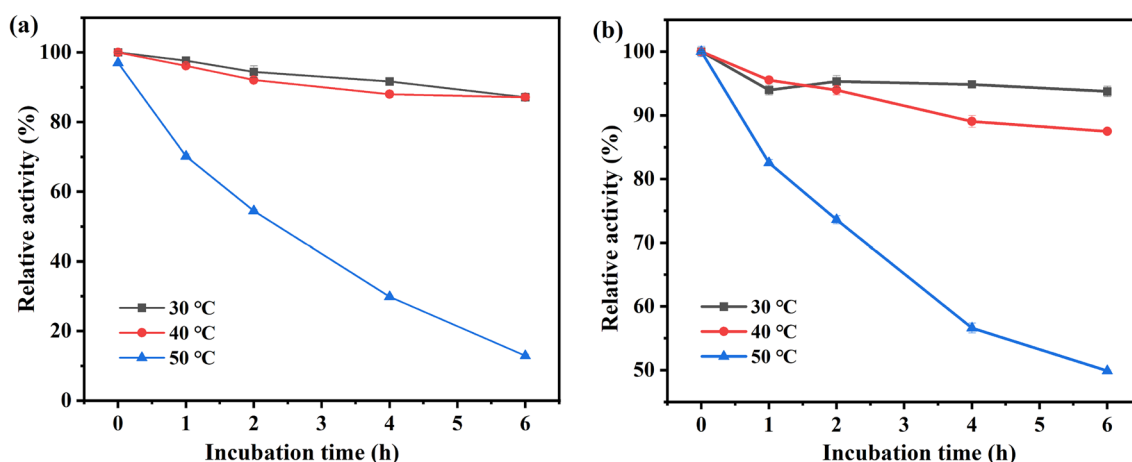 (a)
Relative activity (%)
100
80
60
40
20
0
30 ℃
40 ℃
50 ℃
0 1 2 3 4 5 6
Incubation time (h)
(b)
Relative activity (%)
100
90
80
70
60
50
30 ℃
40 ℃
50 ℃
0 1 2 3 4 5 6
Incubation time (h)